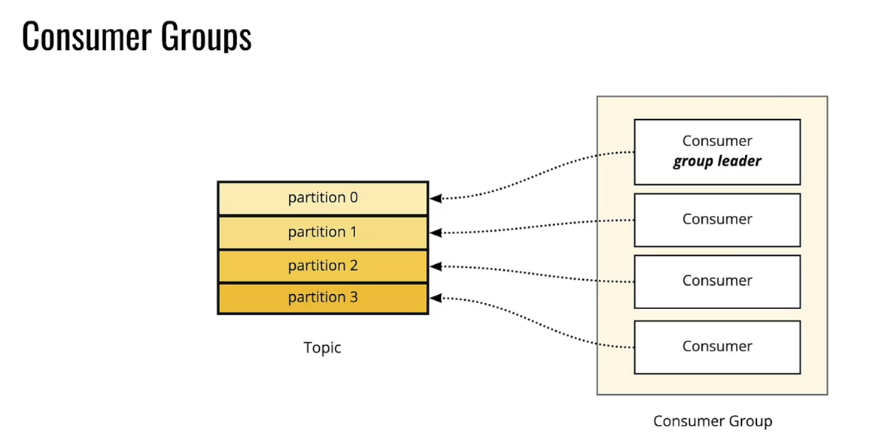 Consumer Groups
Consumer
group leader
partition 0
Consumer
partition 1
partition 2
Consumer
partition 3
Topic
Consumer
Consumer Group